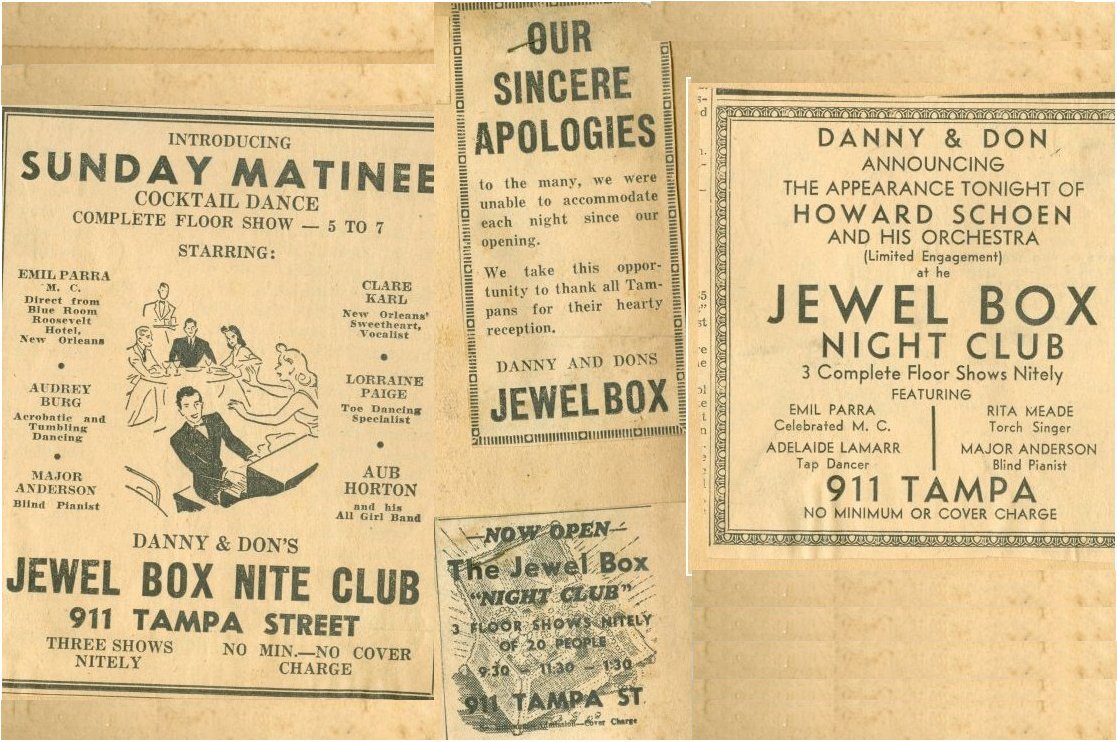 INTRODUCING
SUNDAY MATINEE
COCKTAIL DANCE
COMPLETE FLOOR SHOW — 5 TO 7
STARRING:
EMIL PARRA
M. C.
Direct from
Blue Room
Roosevelt
Hotel,
New Orleans
AUDREY
BURG
Acrobatic and
Tumbling
Dancing
MAJOR
ANDERSON
Blind Pianist
CLARE
KARL
New Orleans'
Sweetheart,
Vocalist
LORRAINE
PAIGE
Toe Dancing
Specialist
AUB
HORTON
and his
All Girl Band
DANNY & DON'S
JEWEL BOX NITE CLUB
911 TAMPA STREET
THREE SHOWS
NITELY
NO MIN.—NO COVER
CHARGE
OUR
SINCERE
APOLOGIES
to the many, we were
unable to accommodate
each night since our
opening.
We take this oppor-
tunity to thank all Tam-
pans for their hearty
reception.
DANNY AND DONS
JEWEL BOX
NOW OPEN
The Jewel Box
"NIGHT CLUB"
3 FLOOR SHOWS NITELY
OF 20 PEOPLE
9:30 — 11:30 — 1:30
911 TAMPA ST.
Admission—Cover Charge
DANNY & DON
ANNOUNCING
THE APPEARANCE TONIGHT OF
HOWARD SCHOEN
AND HIS ORCHESTRA
(Limited Engagement)
at he
JEWEL BOX
NIGHT CLUB
3 Complete Floor Shows Nitely
FEATURING
EMIL PARRA
Celebrated M. C.
ADELAIDE LAMARR
Tap Dancer
RITA MEADE
Torch Singer
MAJOR ANDERSON
Blind Pianist
911 TAMPA
NO MINIMUM OR COVER CHARGE